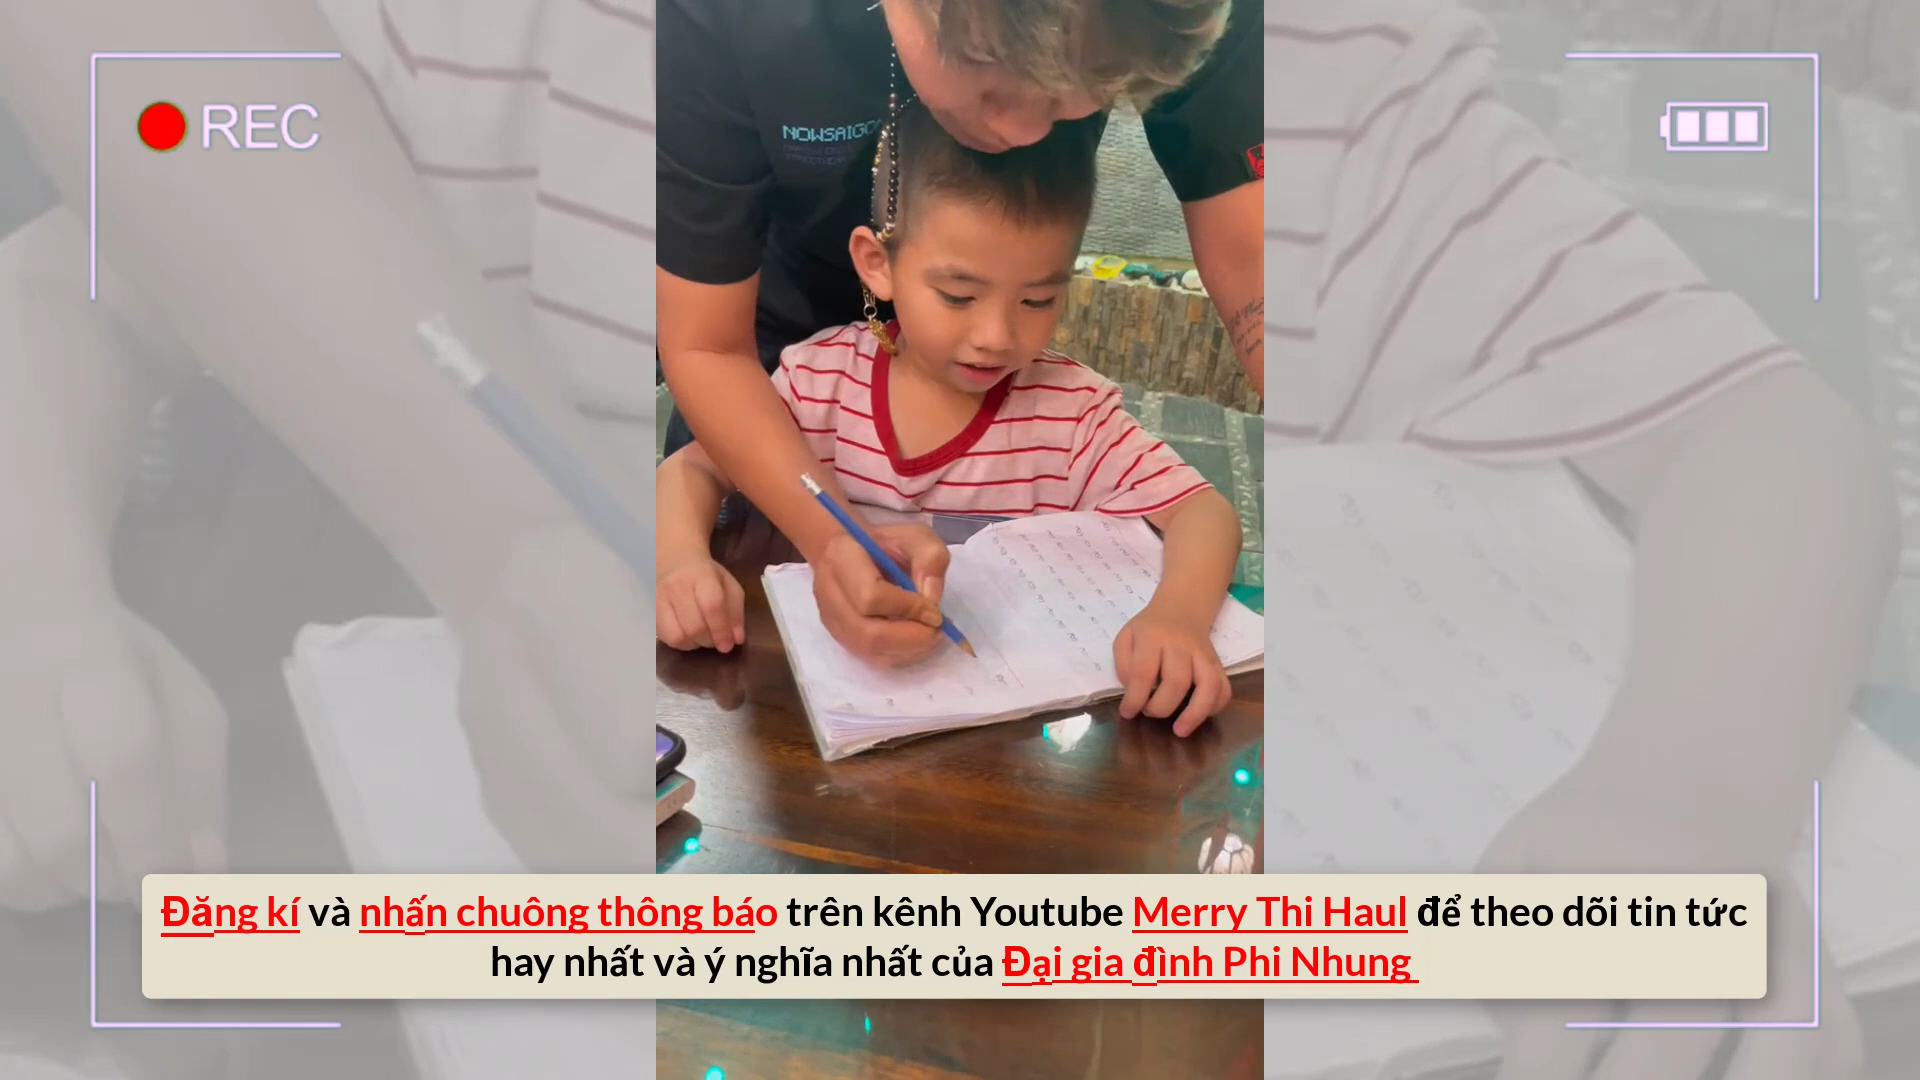 REC
NOWSAIGO
Đăng kí và nhấn chuông thông báo trên kênh Youtube Merry Thi Haul để theo dõi tin tức
hay nhất và ý nghĩa nhất của Đại gia đình Phi Nhung